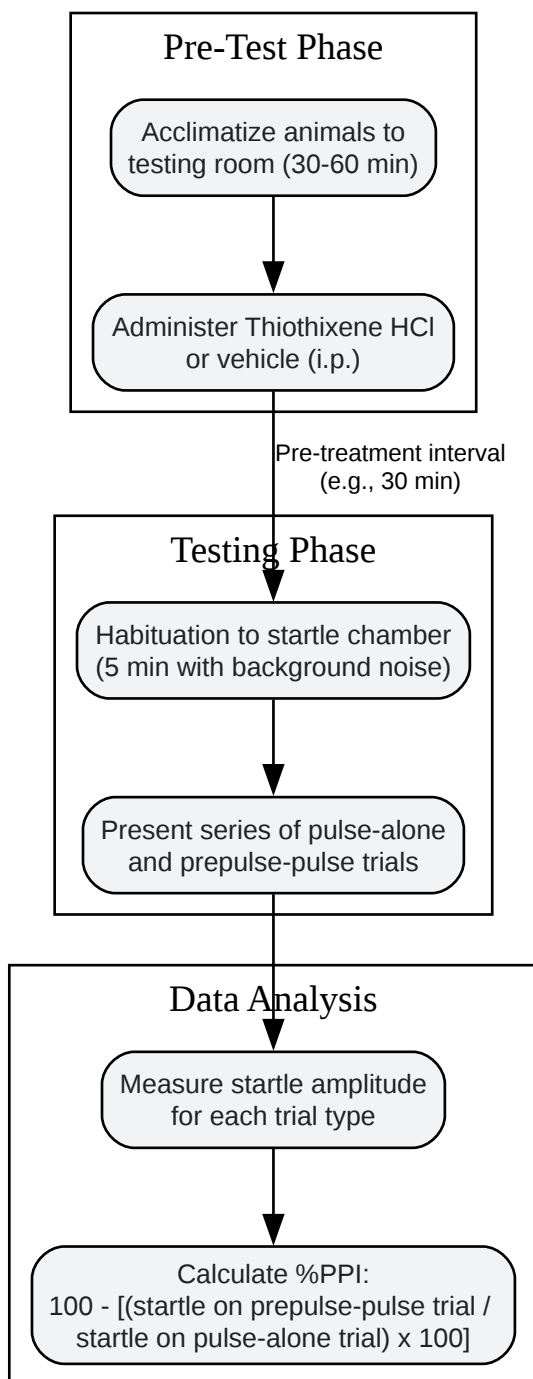 Pre-Test Phase
Acclimatize animals to
testing room (30-60 min)
Administer Thiothixene HCl
or vehicle (i.p.)
Pre-treatment interval
(e.g., 30 min)
Testing Phase
Habituation to startle chamber
(5 min with background noise)
Present series of pulse-alone
and prepulse-pulse trials
Data Analysis
Measure startle amplitude
for each trial type
Calculate %PPI:
100 - [(startle on prepulse-pulse trial /
startle on pulse-alone trial) x 100]